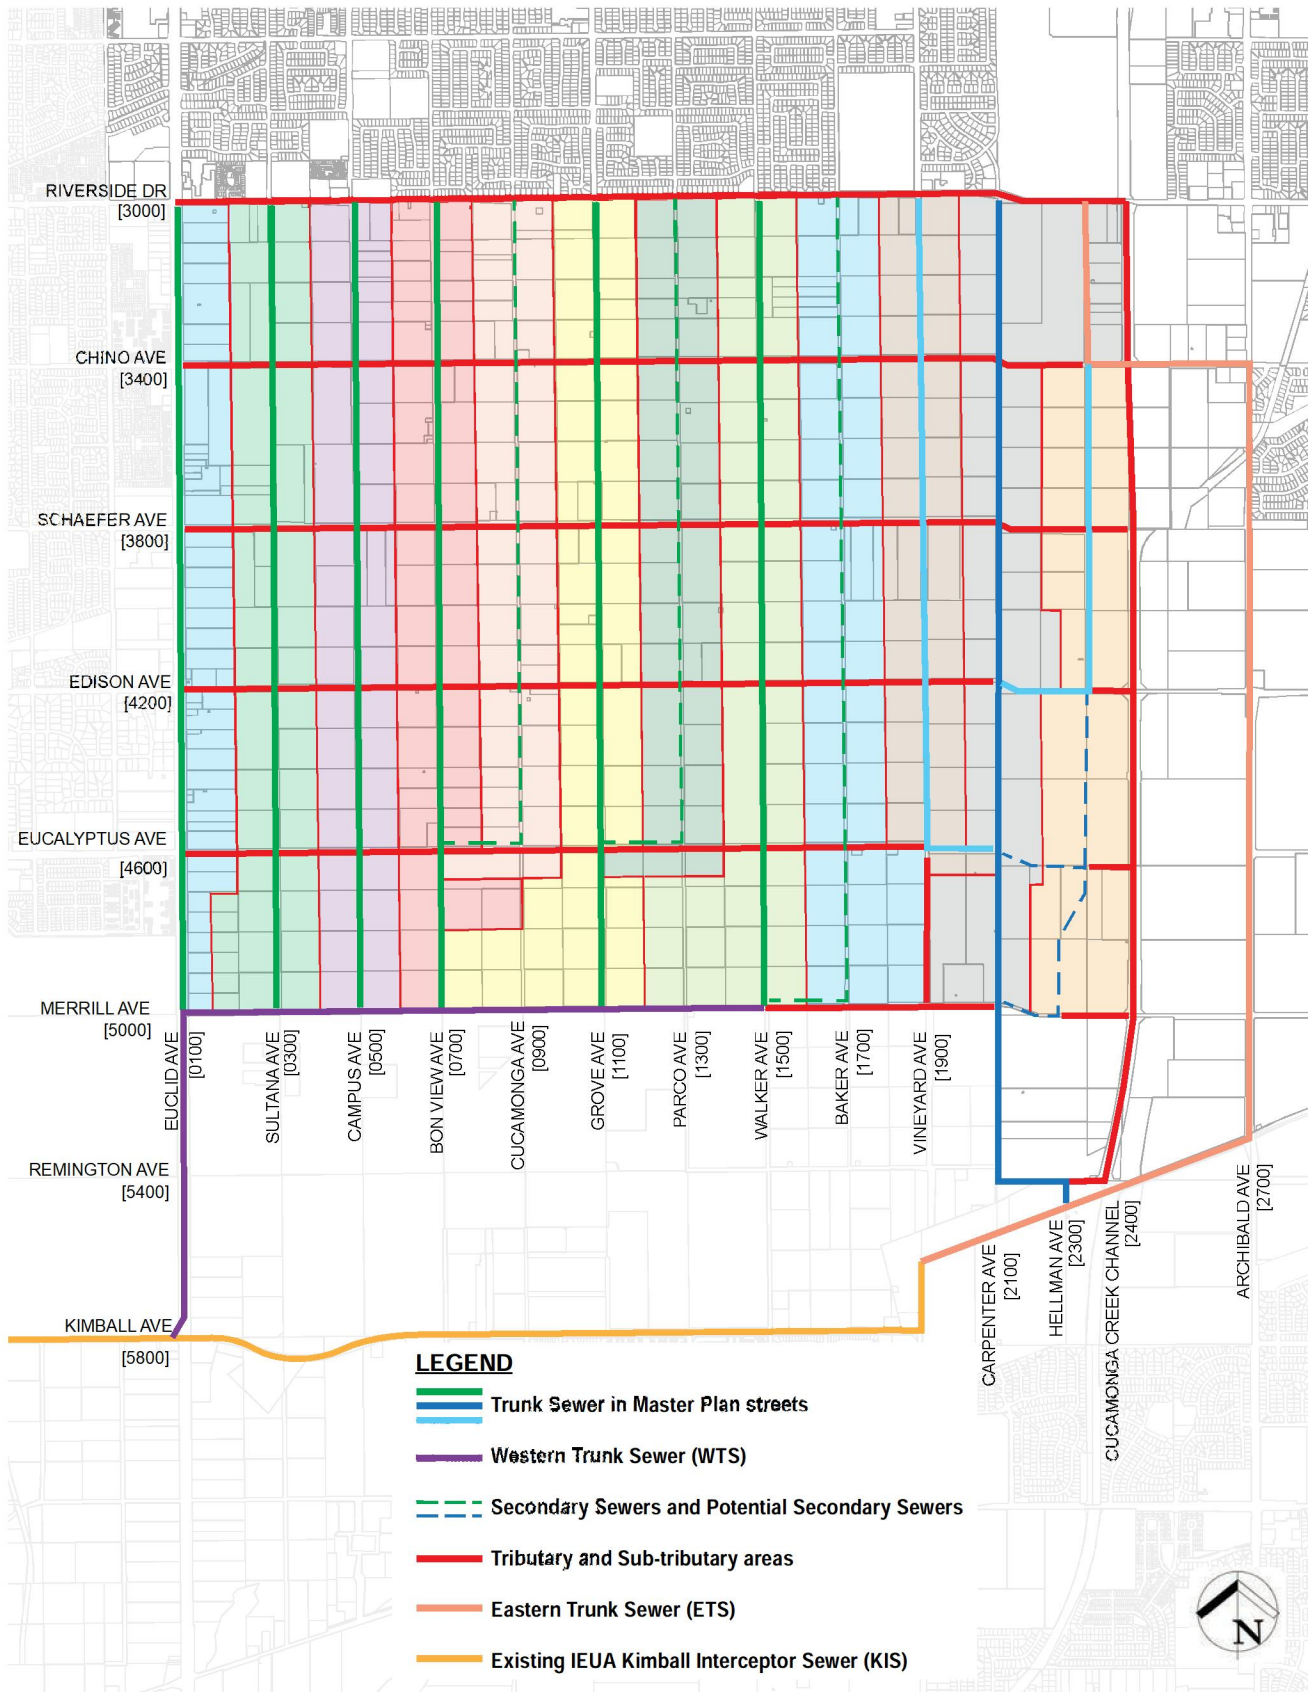 RIVERSIDE DR
[3000]
CHINO AVE
[3400]
SCHAEFER AVE
[3800]
EDISON AVE
[4200]
EUCALYPTUS AVE
[4600]
MERRILL AVE
[5000]
EUCLID AVE
[0100]
SULTANA AVE
[0300]
CAMPUS AVE
[0500]
BON VIEW AVE
[0700]
CUCAMONGA AVE
[0900]
GROVE AVE
[1100]
PARCO AVE
[1300]
WALKER AVE
[1500]
BAKER AVE
[1700]
VINEYARD AVE
[1900]
REMINGTON AVE
[5400]
CARPENTER AVE
[2100]
HELLMAN AVE
[2300]
CUCAMONGA CREEK CHANNEL
[2400]
ARCHIBALD AVE
[2700]
KIMBALL AVE
[5800]
LEGEND
Trunk Sewer in Master Plan streets
Western Trunk Sewer (WTS)
Secondary Sewers and Potential Secondary Sewers
Tributary and Sub-tributary areas
Eastern Trunk Sewer (ETS)
Existing IEUA Kimball Interceptor Sewer (KIS)
N